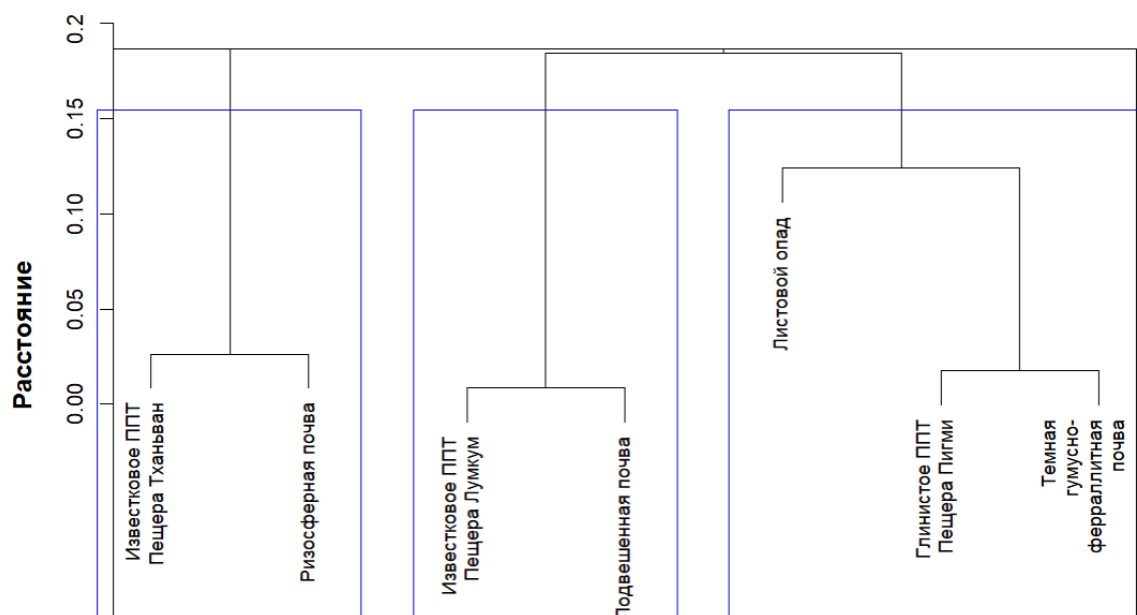 Расстояние
0.2
0.15
0.10
0.05
0.00
Известковое ППТ
Пещера Тханьван
Ризосферная почва
Известковое ППТ
Пещера Лумкум
Подвешенная почва
Листовой опад
Глинистое ППТ
Пещера Пигми
Темная
гумусно-
ферраллитная
почва